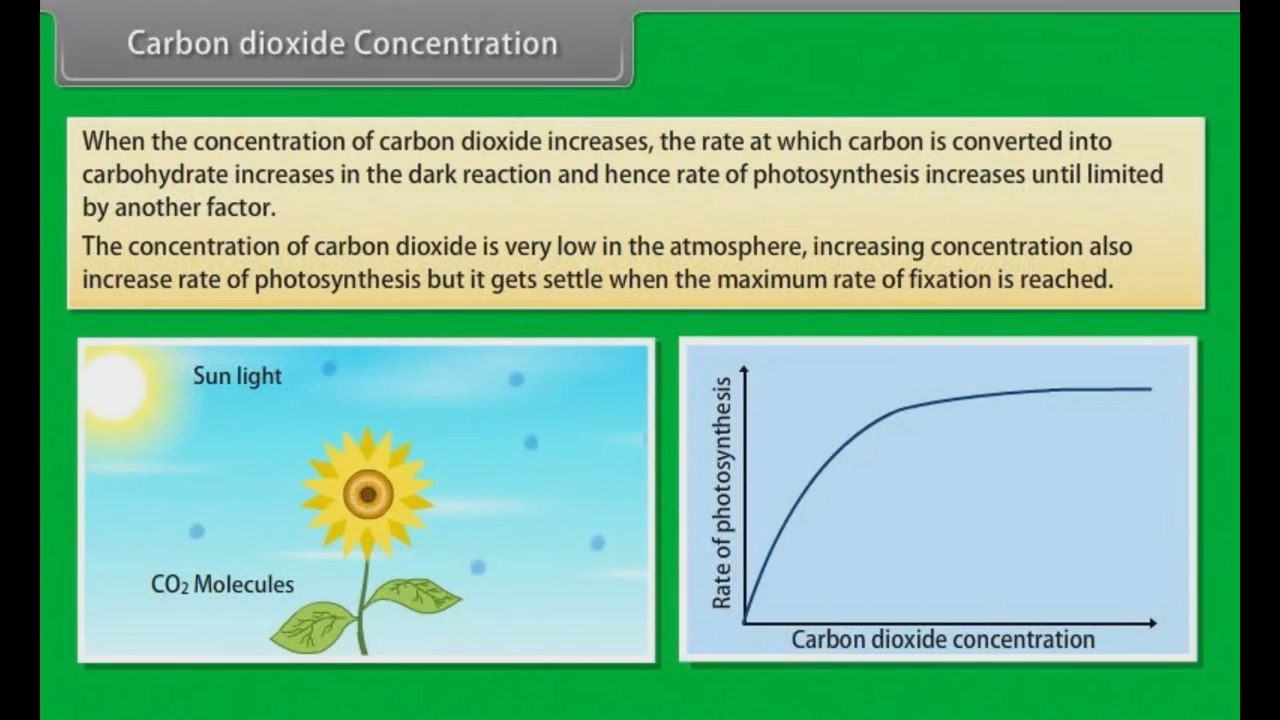 Carbon dioxide Concentration
When the concentration of carbon dioxide increases, the rate at which carbon is converted into
carbohydrate increases in the dark reaction and hence rate of photosynthesis increases until limited
by another factor.
The concentration of carbon dioxide is very low in the atmosphere, increasing concentration also
increase rate of photosynthesis but it gets settle when the maximum rate of fixation is reached.
Sun light
CO₂ Molecules
Rate of photosynthesis
Carbon dioxide concentration